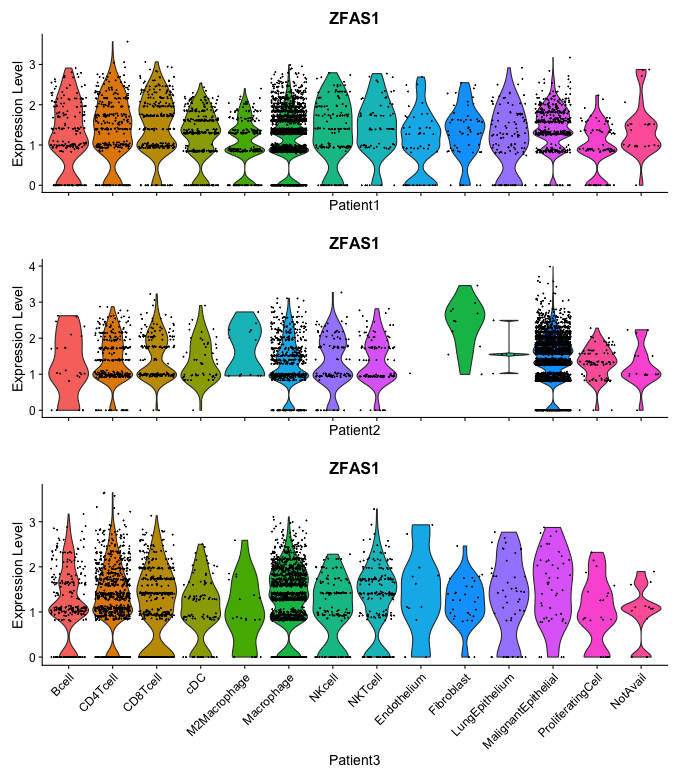 ZFAS1
Expression Level
3
2
1
0
Patient1
ZFAS1
Expression Level
4
3
2
1
0
Patient2
ZFAS1
Expression Level
3
2
1
0
Bcell
CD4Tcell
CD8Tcell
cDC
M2Macrophage
Macrophage
NKcell
NKTcell
Endothelium
Fibroblast
LungEpithelium
MalignantEpithelial
ProliferatingCell
NotAvail
Patient3